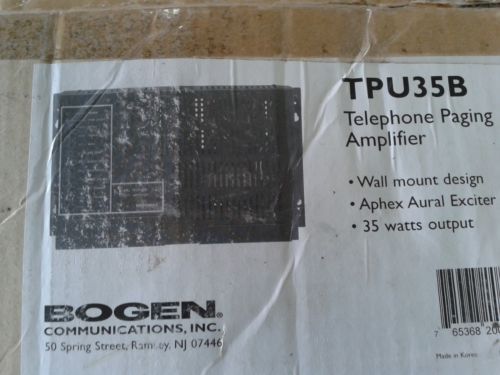 TPU35B
Telephone Paging
Amplifier
• Wall mount design
• Aphex Aural Exciter
• 35 watts output
BOGEN®
COMMUNICATIONS, INC.
50 Spring Street, Ramsey, NJ 07446
7 65368 200
Made in Korea